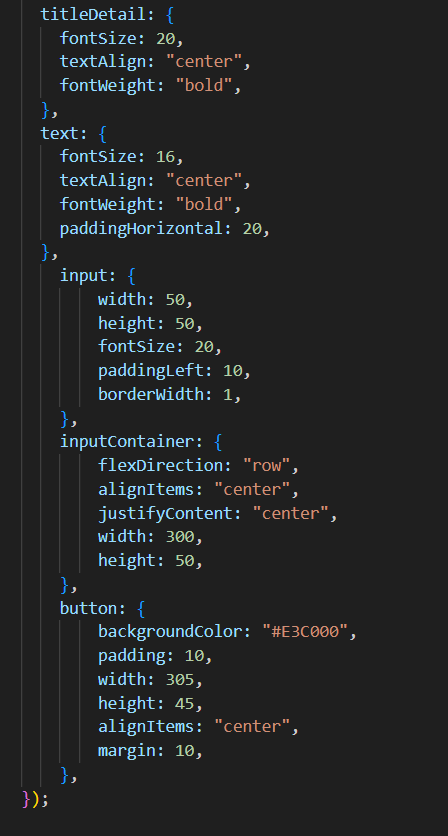 titleDetail: {
fontSize: 20,
textAlign: "center",
fontWeight: "bold",
},
text: {
fontSize: 16,
textAlign: "center",
fontWeight: "bold",
paddingHorizontal: 20,
},
input: {
width: 50,
height: 50,
fontSize: 20,
paddingLeft: 10,
borderWidth: 1,
},
inputContainer: {
flexDirection: "row",
alignItems: "center",
justifyContent: "center",
width: 300,
height: 50,
},
button: {
backgroundColor: "#E3C000",
padding: 10,
width: 305,
height: 45,
alignItems: "center",
margin: 10,
},
});